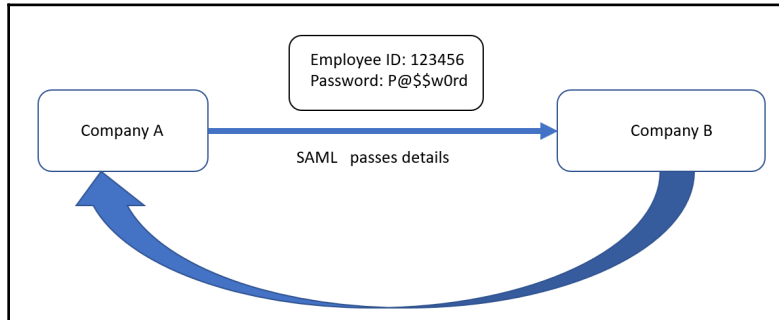 Employee ID: 123456
Password: P@$$w0rd
Company A
Company B
SAML passes details